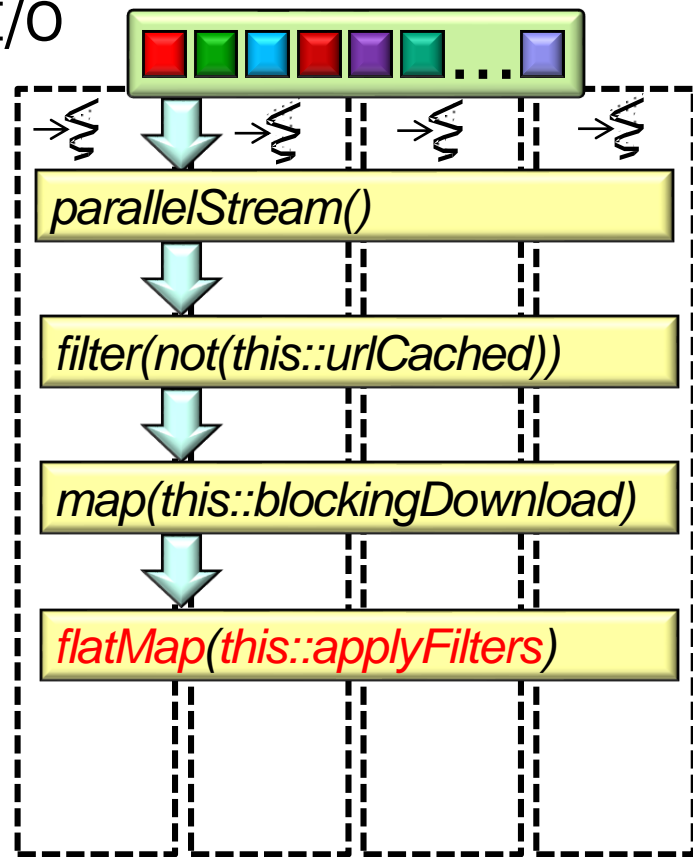 I/O
...
parallelStream()
filter(not(this::urlCached))
map(this::blockingDownload)
flatMap(this::applyFilters)